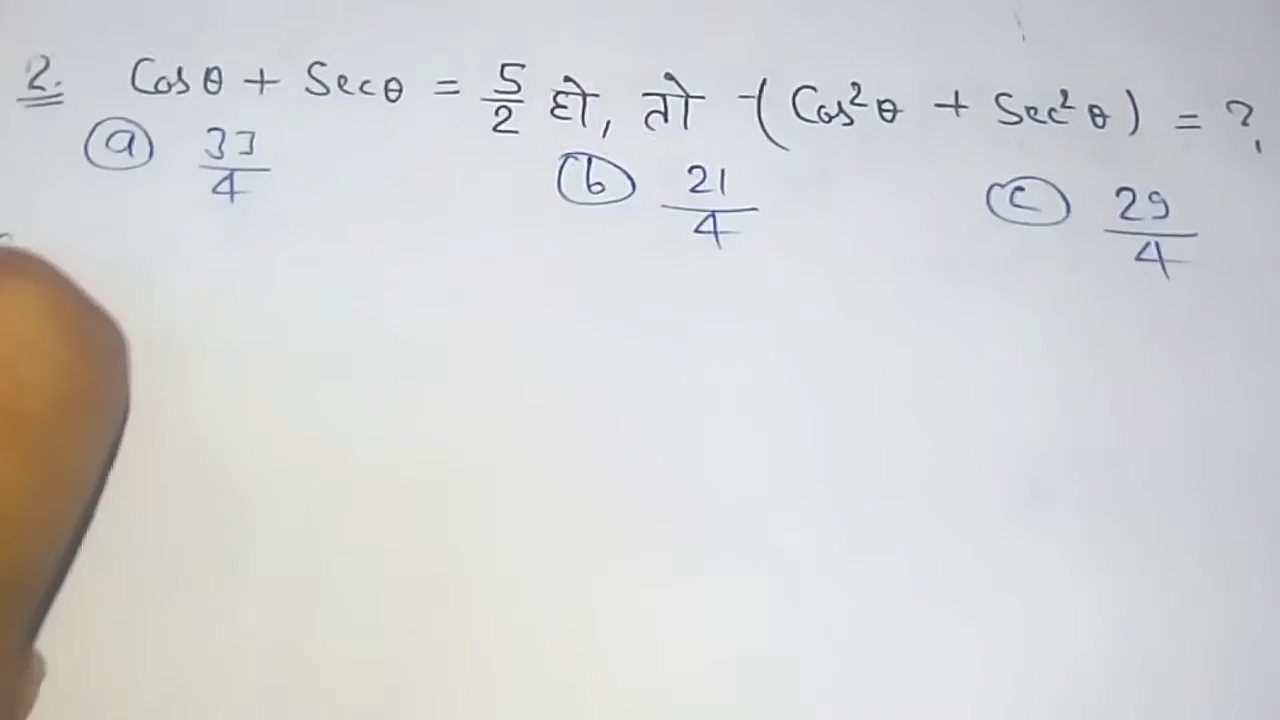 2. Cosθ + Secθ = 5/2 हो, तो (Cos²θ + Sec²θ) = ?
(a) 33/4 (b) 21/4 (c) 29/4